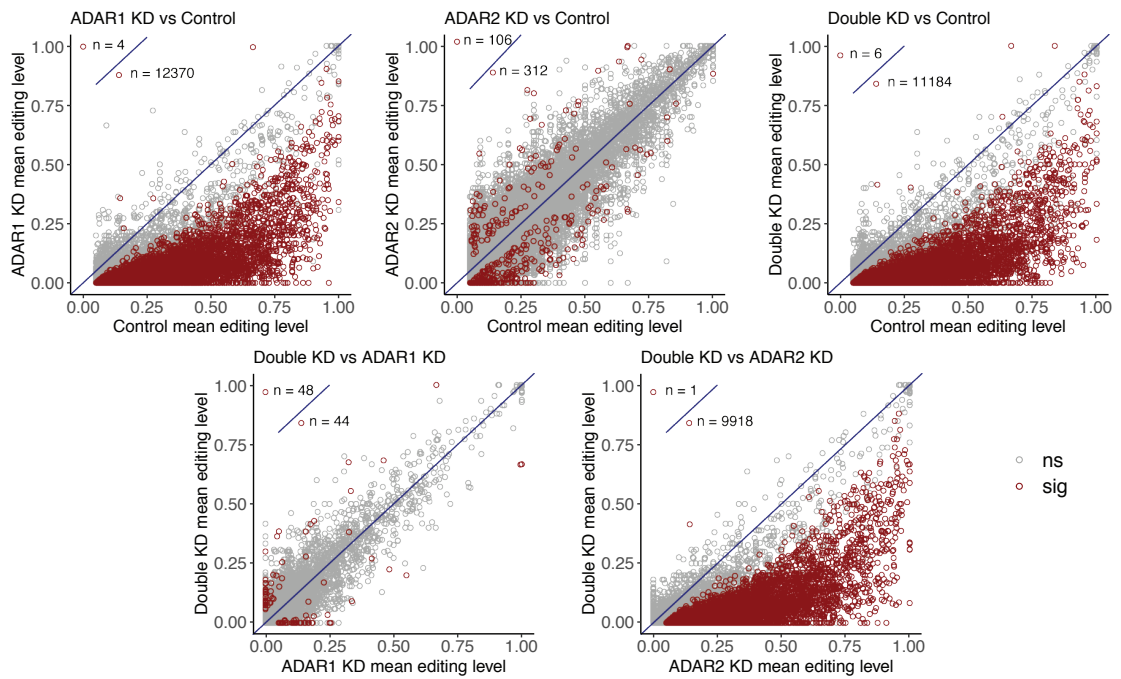 ADAR1 KD vs Control
ADAR1 KD mean editing level
1.00
0.75
0.50
0.25
0.00
n = 4
n = 12370
0.00 0.25 0.50 0.75 1.00
Control mean editing level
ADAR2 KD vs Control
ADAR2 KD mean editing level
1.00
0.75
0.50
0.25
0.00
n = 106
n = 312
0.00 0.25 0.50 0.75 1.00
Control mean editing level
Double KD vs Control
Double KD mean editing level
1.00
0.75
0.50
0.25
0.00
n = 6
n = 11184
0.00 0.25 0.50 0.75 1.00
Control mean editing level
Double KD vs ADAR1 KD
Double KD mean editing level
1.00
0.75
0.50
0.25
0.00
n = 48
n = 44
0.00 0.25 0.50 0.75 1.00
ADAR1 KD mean editing level
Double KD vs ADAR2 KD
Double KD mean editing level
1.00
0.75
0.50
0.25
0.00
n = 1
n = 9918
0.00 0.25 0.50 0.75 1.00
ADAR2 KD mean editing level
ns
sig